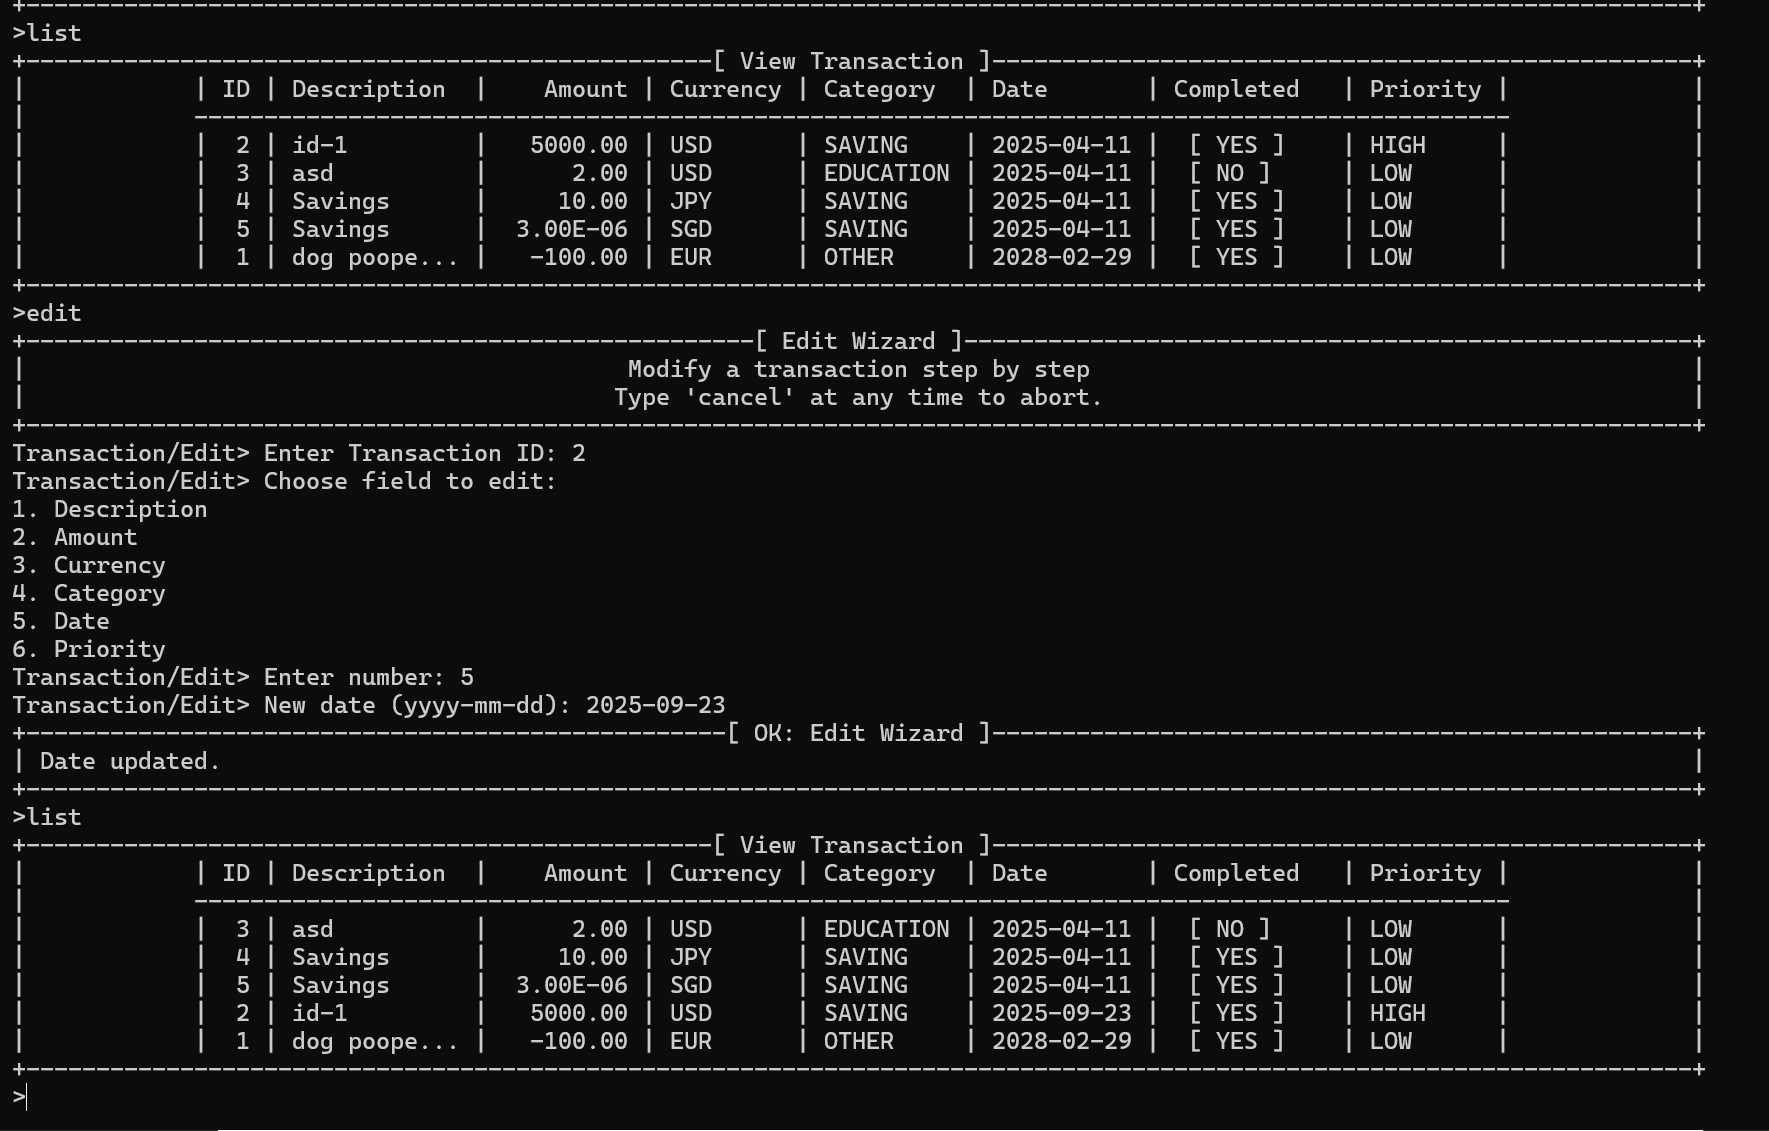 +-----------------------------------------------------------------------------------------------------------------------+
>list
+-------------------------------------------------[ View Transaction ]--------------------------------------------------+
|            | ID | Description  |    Amount | Currency | Category  | Date       | Completed   | Priority |             |
|            ----------------------------------------------------------------------------------------------             |
|            |  2 | id-1         |   5000.00 | USD      | SAVING    | 2025-04-11 |  [ YES ]    | HIGH     |             |
|            |  3 | asd          |      2.00 | USD      | EDUCATION | 2025-04-11 |  [ NO ]     | LOW      |             |
|            |  4 | Savings      |     10.00 | JPY      | SAVING    | 2025-04-11 |  [ YES ]    | LOW      |             |
|            |  5 | Savings      |  3.00E-06 | SGD      | SAVING    | 2025-04-11 |  [ YES ]    | LOW      |             |
|            |  1 | dog poope... |   -100.00 | EUR      | OTHER     | 2028-02-29 |  [ YES ]    | LOW      |             |
+-----------------------------------------------------------------------------------------------------------------------+
>edit
+----------------------------------------------------[ Edit Wizard ]----------------------------------------------------+
|                                           Modify a transaction step by step                                           |
|                                          Type 'cancel' at any time to abort.                                          |
+-----------------------------------------------------------------------------------------------------------------------+
Transaction/Edit> Enter Transaction ID: 2
Transaction/Edit> Choose field to edit:
1. Description
2. Amount
3. Currency
4. Category
5. Date
6. Priority
Transaction/Edit> Enter number: 5
Transaction/Edit> New date (yyyy-mm-dd): 2025-09-23
+--------------------------------------------------[ OK: Edit Wizard ]--------------------------------------------------+
| Date updated.                                                                                                         |
+-----------------------------------------------------------------------------------------------------------------------+
>list
+-------------------------------------------------[ View Transaction ]--------------------------------------------------+
|            | ID | Description  |    Amount | Currency | Category  | Date       | Completed   | Priority |             |
|            ----------------------------------------------------------------------------------------------             |
|            |  3 | asd          |      2.00 | USD      | EDUCATION | 2025-04-11 |  [ NO ]     | LOW      |             |
|            |  4 | Savings      |     10.00 | JPY      | SAVING    | 2025-04-11 |  [ YES ]    | LOW      |             |
|            |  5 | Savings      |  3.00E-06 | SGD      | SAVING    | 2025-04-11 |  [ YES ]    | LOW      |             |
|            |  2 | id-1         |   5000.00 | USD      | SAVING    | 2025-09-23 |  [ YES ]    | HIGH     |             |
|            |  1 | dog poope... |   -100.00 | EUR      | OTHER     | 2028-02-29 |  [ YES ]    | LOW      |             |
+-----------------------------------------------------------------------------------------------------------------------+
>